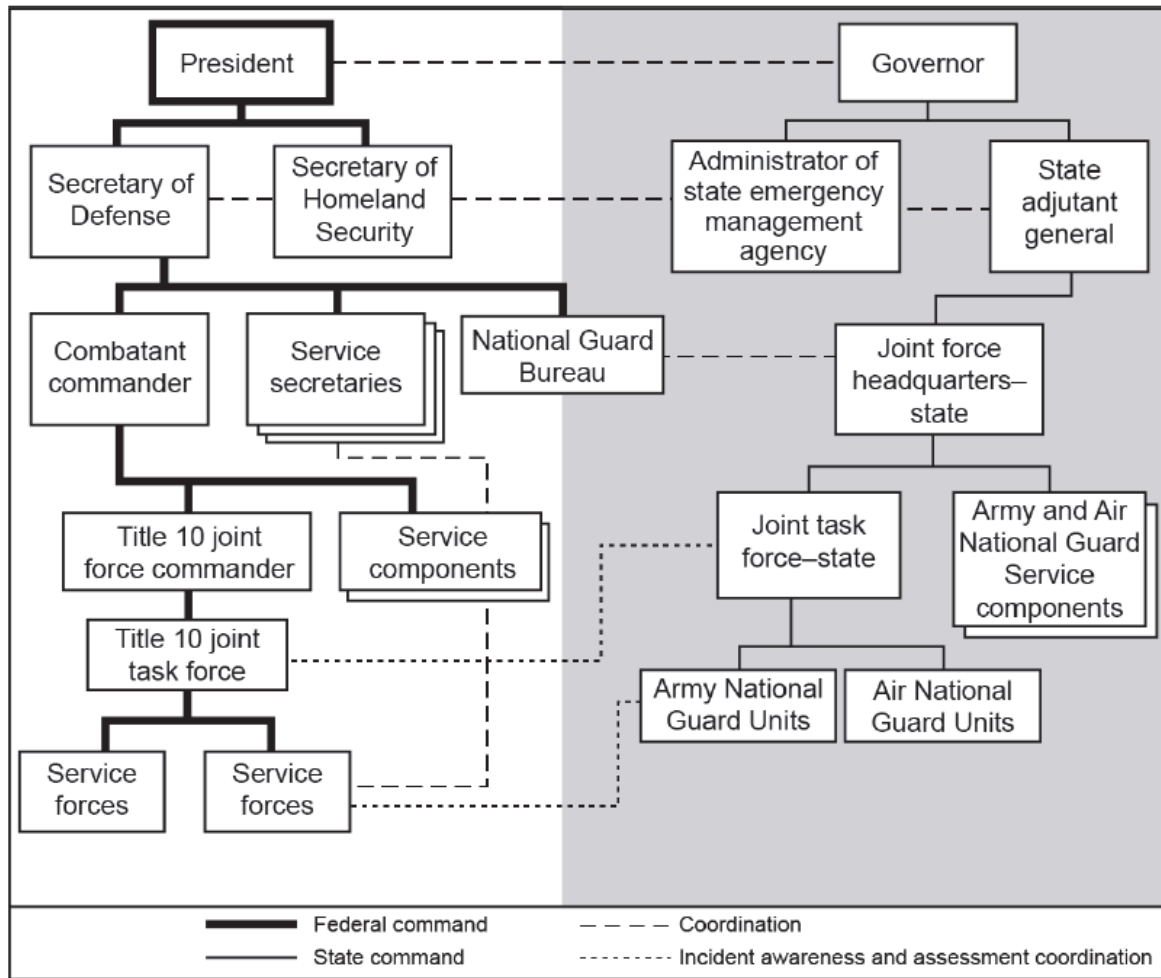 President
Governor
Secretary of
Defense
Secretary of
Homeland
Security
Administrator of
state emergency
management
agency
State
adjutant
general
Combatant
commander
Service
secretaries
National Guard
Bureau
Joint force
headquarters–
state
Title 10 joint
force commander
Service
components
Joint task
force–state
Army and Air
National Guard
Service
components
Title 10 joint
task force
Army National
Guard Units
Air National
Guard Units
Service
forces
Service
forces
Federal command
Coordination
State command
Incident awareness and assessment coordination